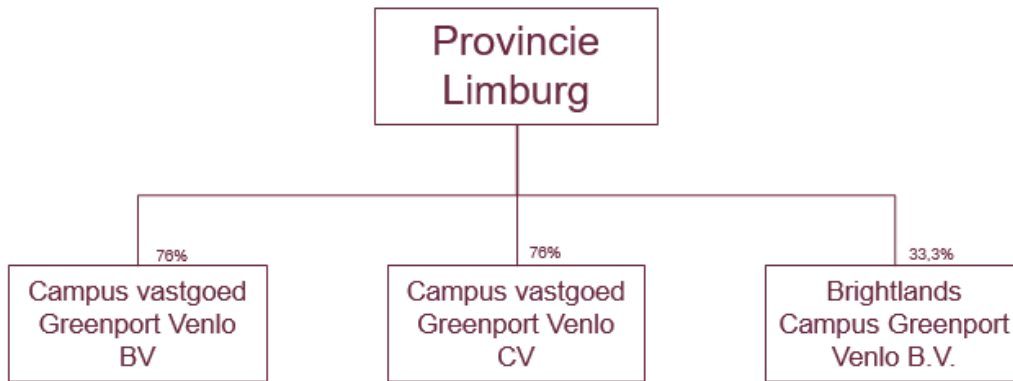 Provincie
Limburg
76%
76%
33,3%
Campus vastgoed
Greenport Venlo
BV
Campus vastgoed
Greenport Venlo
CV
Brightlands
Campus Greenport
Venlo B.V.